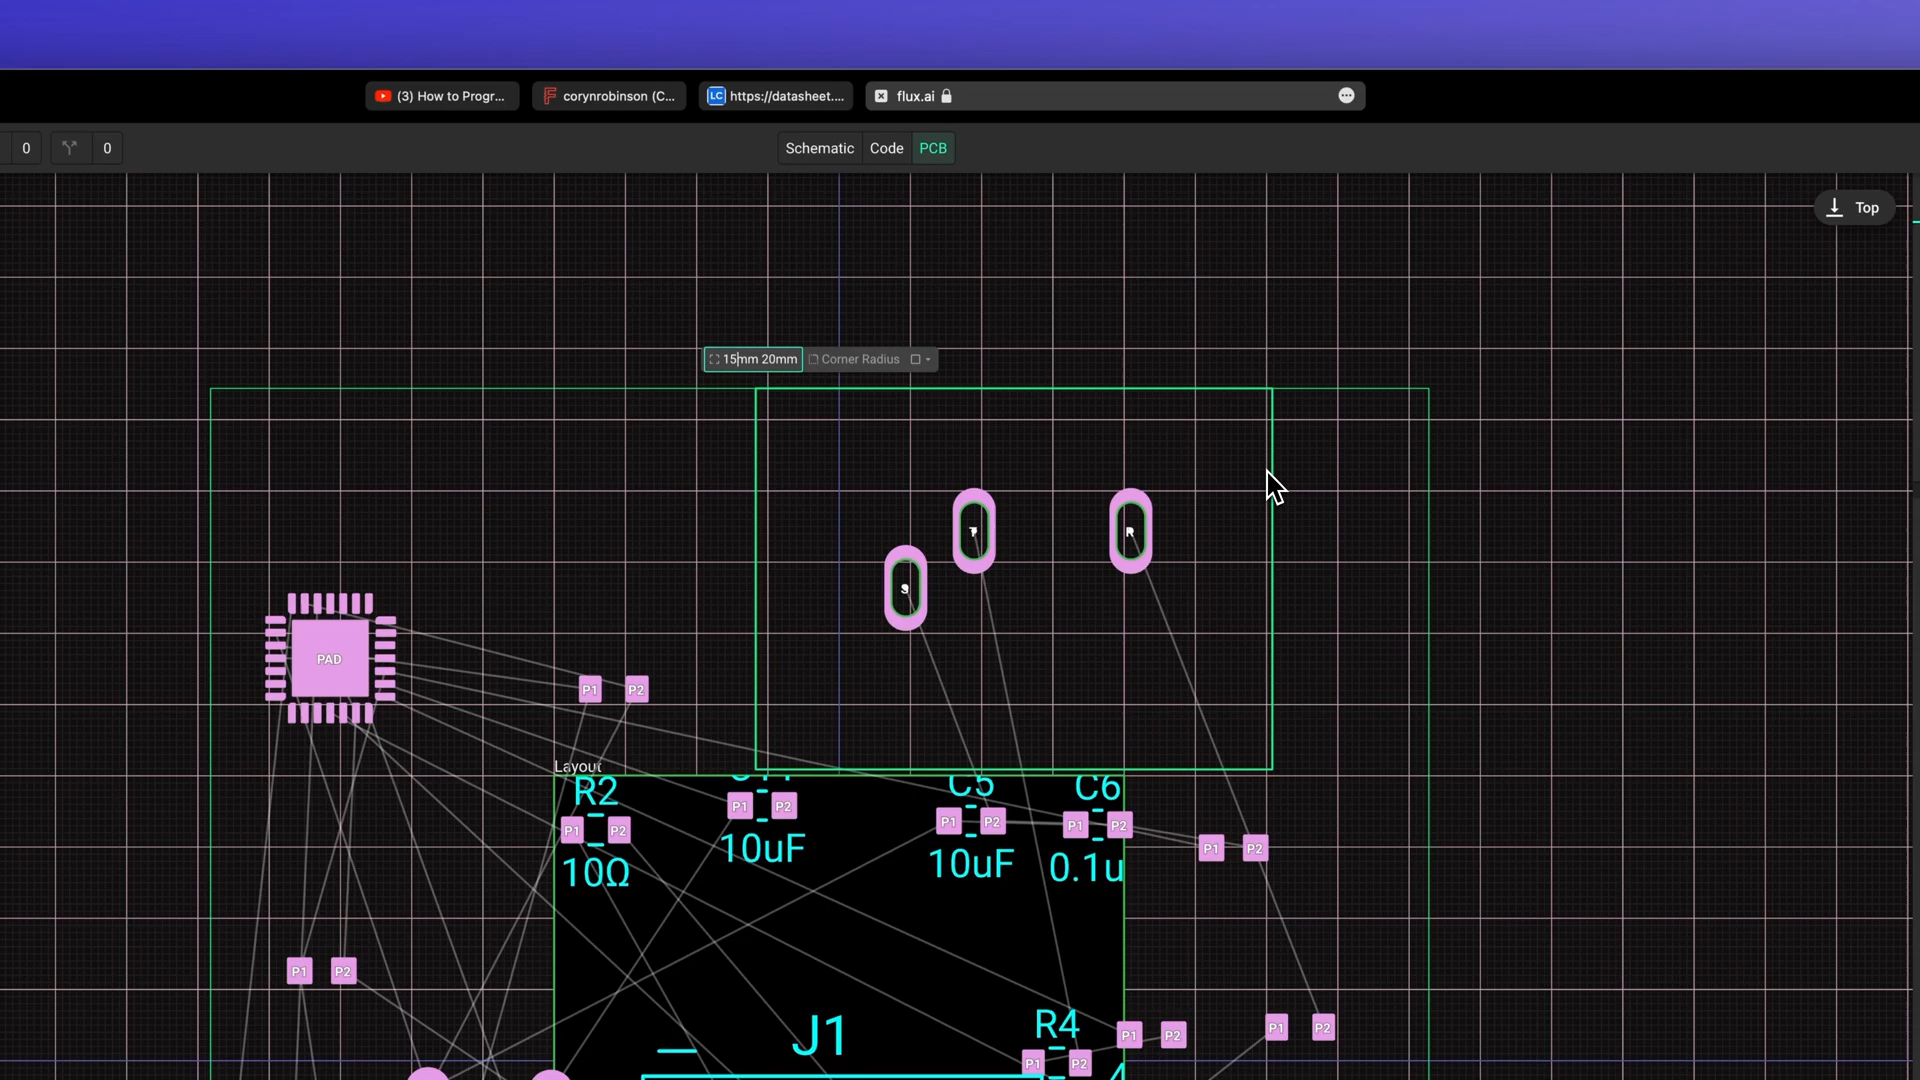 (3) How to Progr...
corynrobinson (C...
LC https://datasheet....
flux.ai
0
0
Schematic Code PCB
Top
15mm 20mm Corner Radius
T
R
S
PAD
P1 P2
Layout
R2
C5
C6
P1 P2
P1 P2
P1 P2
P1 P2
P1 P2
10Ω
10uF
10uF
0.1u
P1 P2
J1
R4
P1 P2
P1 P2
P1 P2